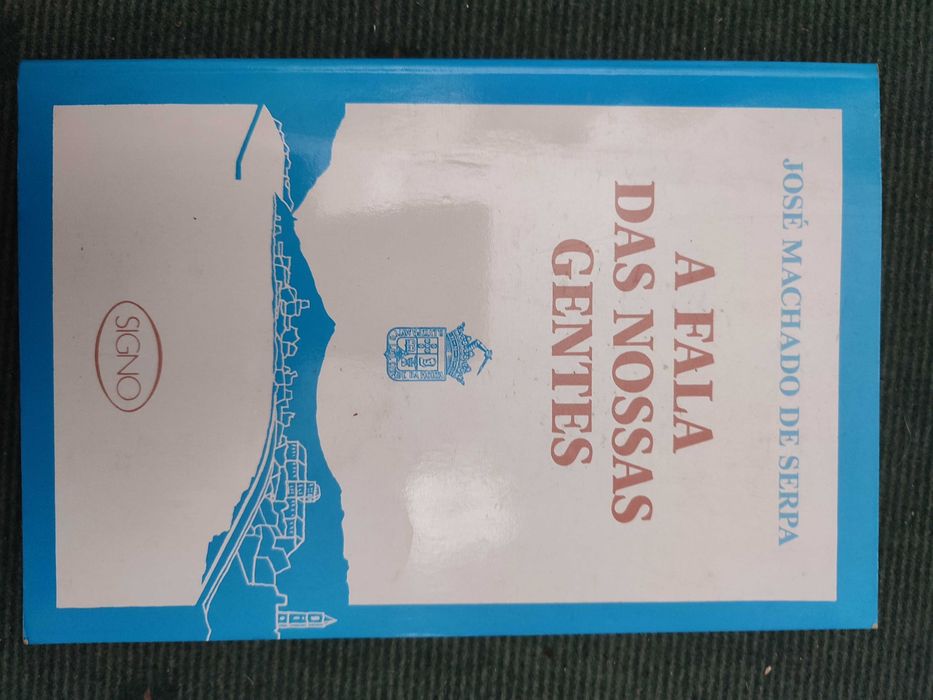 JOSÉ MACHADO DE SERPA
A FALA
DAS NOSSAS
GENTES
SIGNO